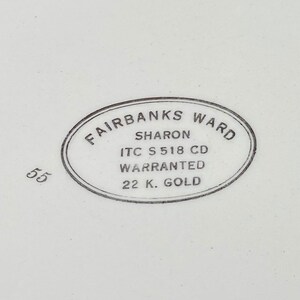 FAIRBANKS WARD
SHARON
ITC S 518 CD
WARRANTED
22 K. GOLD
55